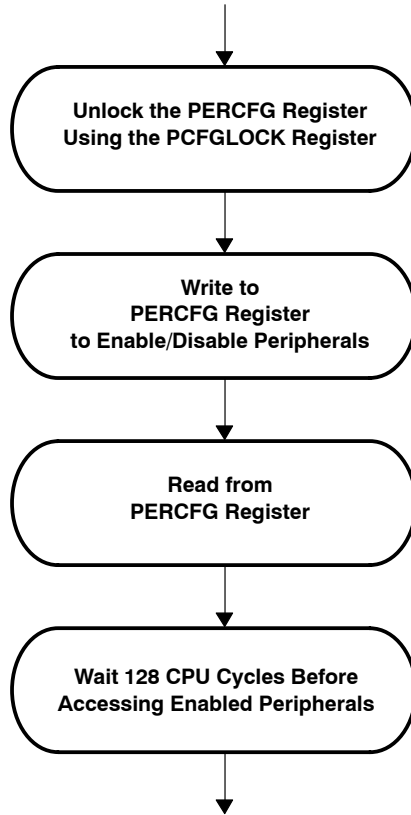 Unlock the PERCFG Register
Using the PCFGLOCK Register
Write to
PERCFG Register
to Enable/Disable Peripherals
Read from
PERCFG Register
Wait 128 CPU Cycles Before
Accessing Enabled Peripherals